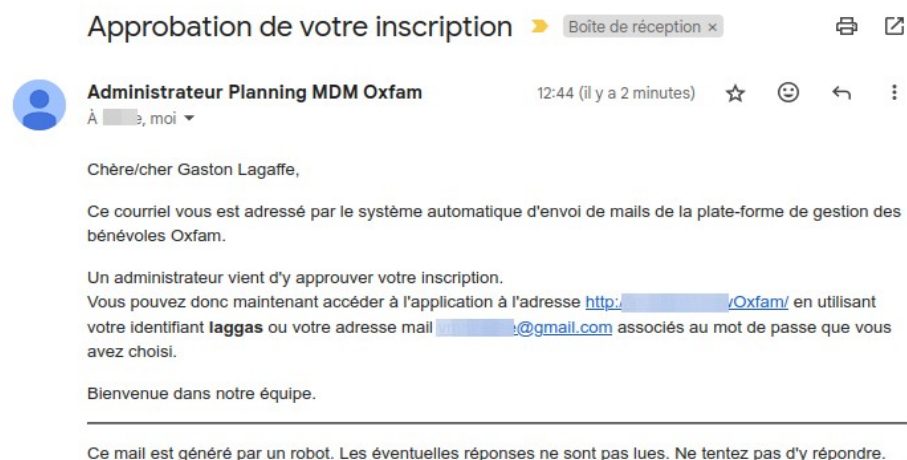 Approbation de votre inscription Boîte de réception ×
Administrateur Planning MDM Oxfam 12:44 (il y a 2 minutes)
À e, moi
Chère/cher Gaston Lagaffe,
Ce courriel vous est adressé par le système automatique d'envoi de mails de la plate-forme de gestion des
bénévoles Oxfam.
Un administrateur vient d'y approuver votre inscription.
Vous pouvez donc maintenant accéder à l'application à l'adresse http:/ Oxfam/ en utilisant
votre identifiant laggas ou votre adresse mail @gmail.com associés au mot de passe que vous
avez choisi.
Bienvenue dans notre équipe.
Ce mail est généré par un robot. Les éventuelles réponses ne sont pas lues. Ne tentez pas d'y répondre.